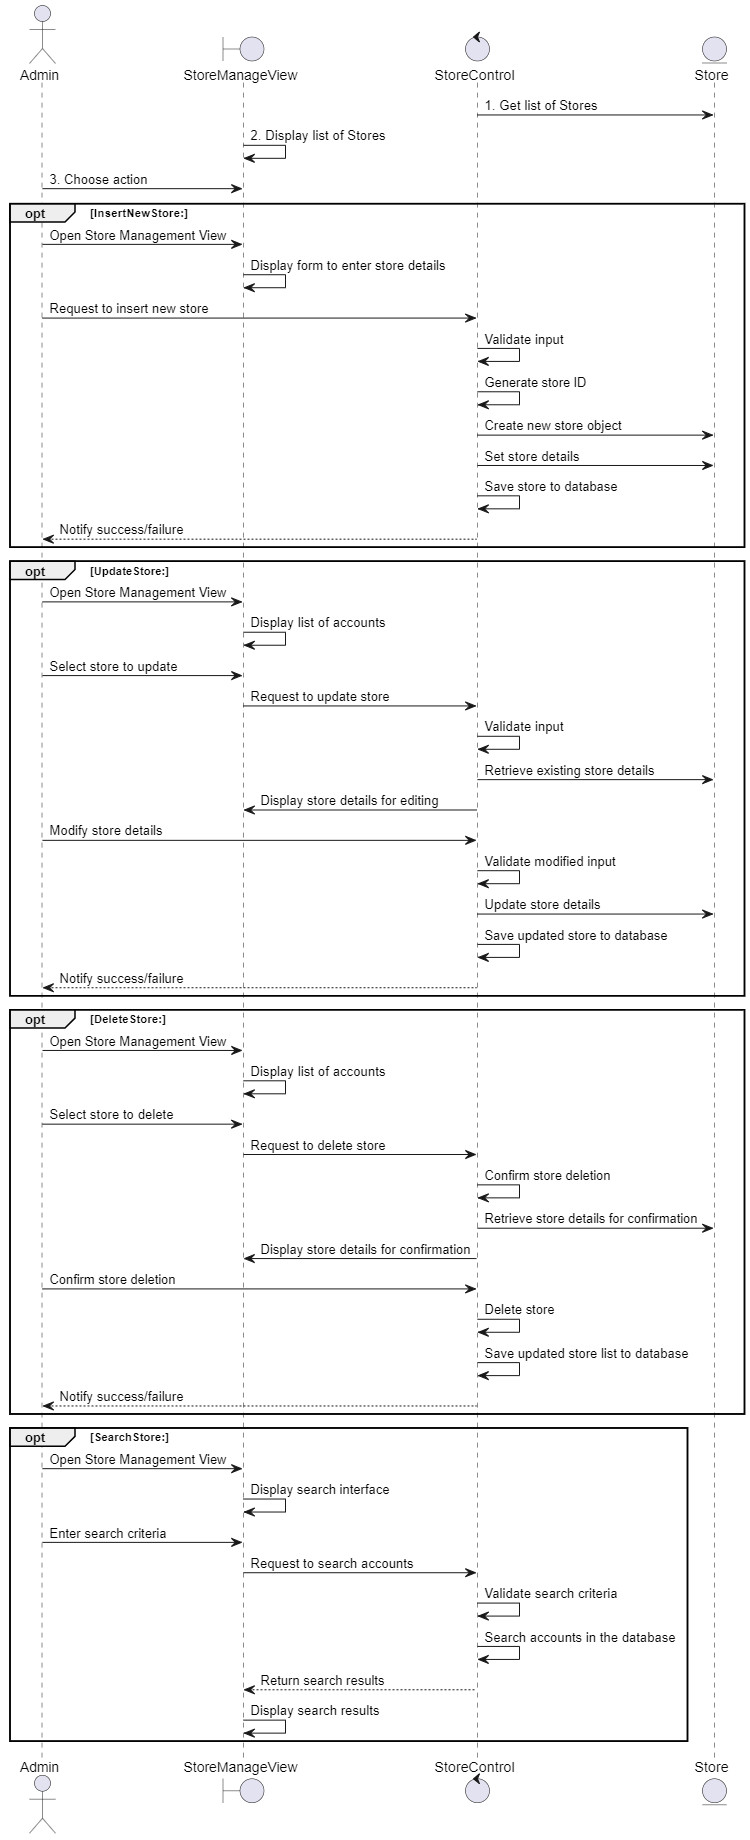 Admin
StoreManageView
StoreControl
Store
1. Get list of Stores
2. Display list of Stores
3. Choose action
opt [InsertNewStore:]
Open Store Management View
Display form to enter store details
Request to insert new store
Validate input
Generate store ID
Create new store object
Set store details
Save store to database
Notify success/failure
opt [UpdateStore:]
Open Store Management View
Display list of accounts
Select store to update
Request to update store
Validate input
Retrieve existing store details
Display store details for editing
Modify store details
Validate modified input
Update store details
Save updated store to database
Notify success/failure
opt [DeleteStore:]
Open Store Management View
Display list of accounts
Select store to delete
Request to delete store
Confirm store deletion
Retrieve store details for confirmation
Display store details for confirmation
Confirm store deletion
Delete store
Save updated store list to database
Notify success/failure
opt [SearchStore:]
Open Store Management View
Display search interface
Enter search criteria
Request to search accounts
Validate search criteria
Search accounts in the database
Return search results
Display search results
Admin
StoreManageView
StoreControl
Store